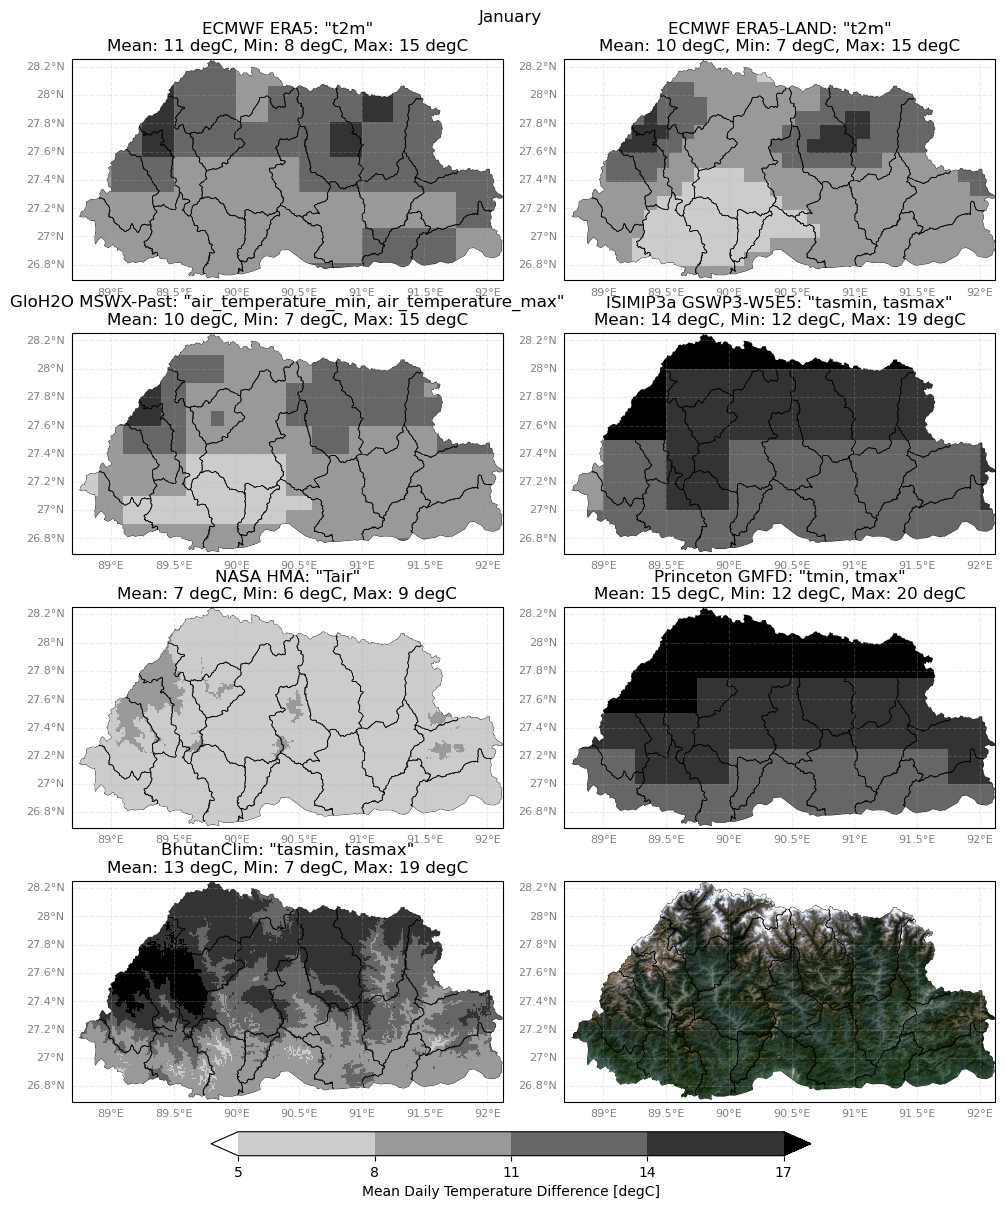 January
ECMWF ERA5: "t2m"
Mean: 11 degC, Min: 8 degC, Max: 15 degC
28.2°N
28°N
27.8°N
27.6°N
27.4°N
27.2°N
27°N
26.8°N
89°E 89.5°E 90°E 90.5°E 91°E 91.5°E 92°E
ECMWF ERA5-LAND: "t2m"
Mean: 10 degC, Min: 7 degC, Max: 15 degC
28.2°N
28°N
27.8°N
27.6°N
27.4°N
27.2°N
27°N
26.8°N
89°E 89.5°E 90°E 90.5°E 91°E 91.5°E 92°E
GloH2O MSWX-Past: "air_temperature_min, air_temperature_max"
Mean: 10 degC, Min: 7 degC, Max: 15 degC
28.2°N
28°N
27.8°N
27.6°N
27.4°N
27.2°N
27°N
26.8°N
89°E 89.5°E 90°E 90.5°E 91°E 91.5°E 92°E
ISIMIP3a GSWP3-W5E5: "tasmin, tasmax"
Mean: 14 degC, Min: 12 degC, Max: 19 degC
28.2°N
28°N
27.8°N
27.6°N
27.4°N
27.2°N
27°N
26.8°N
89°E 89.5°E 90°E 90.5°E 91°E 91.5°E 92°E
NASA HMA: "Tair"
Mean: 7 degC, Min: 6 degC, Max: 9 degC
28.2°N
28°N
27.8°N
27.6°N
27.4°N
27.2°N
27°N
26.8°N
89°E 89.5°E 90°E 90.5°E 91°E 91.5°E 92°E
Princeton GMFD: "tmin, tmax"
Mean: 15 degC, Min: 12 degC, Max: 20 degC
28.2°N
28°N
27.8°N
27.6°N
27.4°N
27.2°N
27°N
26.8°N
89°E 89.5°E 90°E 90.5°E 91°E 91.5°E 92°E
BhutanClim: "tasmin, tasmax"
Mean: 13 degC, Min: 7 degC, Max: 19 degC
28.2°N
28°N
27.8°N
27.6°N
27.4°N
27.2°N
27°N
26.8°N
89°E 89.5°E 90°E 90.5°E 91°E 91.5°E 92°E
28.2°N
28°N
27.8°N
27.6°N
27.4°N
27.2°N
27°N
26.8°N
89°E 89.5°E 90°E 90.5°E 91°E 91.5°E 92°E
5 8 11 14 17
Mean Daily Temperature Difference [degC]